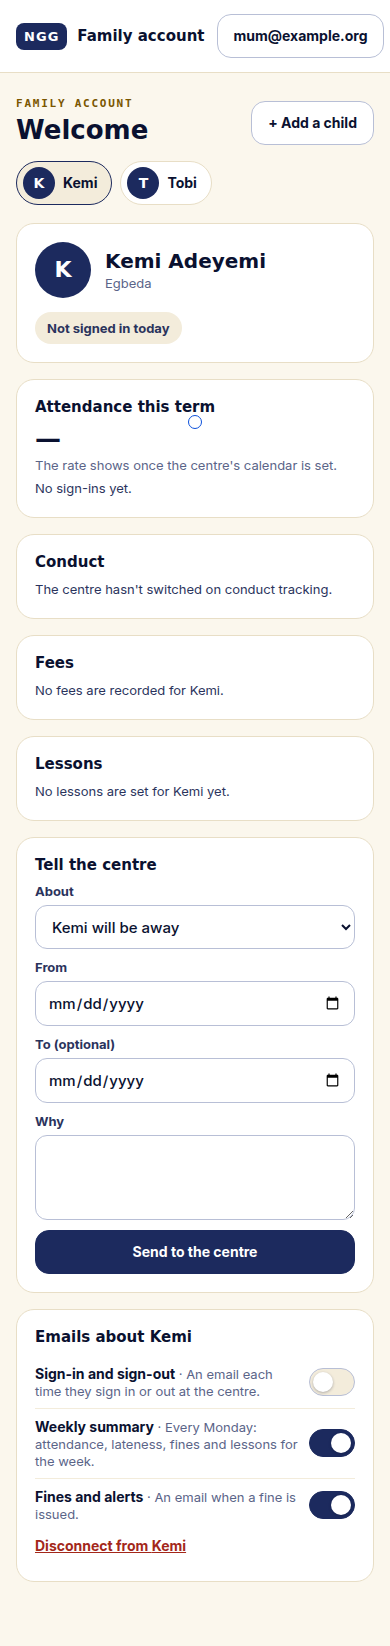 NGG Family account mum@example.org
FAMILY ACCOUNT
Welcome
+ Add a child
K Kemi T Tobi
K
Kemi Adeyemi
Egbeda
Not signed in today
Attendance this term
—
The rate shows once the centre's calendar is set.
No sign-ins yet.
Conduct
The centre hasn't switched on conduct tracking.
Fees
No fees are recorded for Kemi.
Lessons
No lessons are set for Kemi yet.
Tell the centre
About
Kemi will be away
From
mm/dd/yyyy
To (optional)
mm/dd/yyyy
Why
Send to the centre
Emails about Kemi
Sign-in and sign-out · An email each
time they sign in or out at the centre.
Weekly summary · Every Monday:
attendance, lateness, fines and lessons for
the week.
Fines and alerts · An email when a fine is
issued.
Disconnect from Kemi